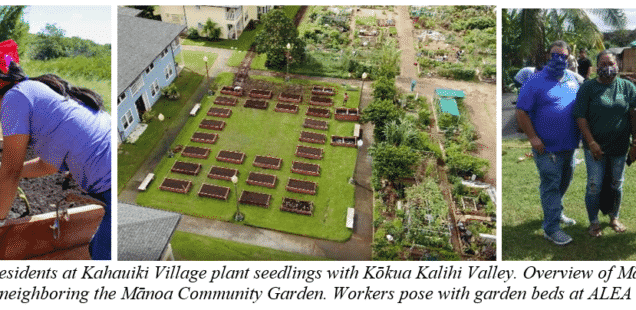 esidents at Kahauiki Village plant seedlings with Kōkua Kalihi Valley. Overview of Mā
neighboring the Mānoa Community Garden. Workers pose with garden beds at ALEA